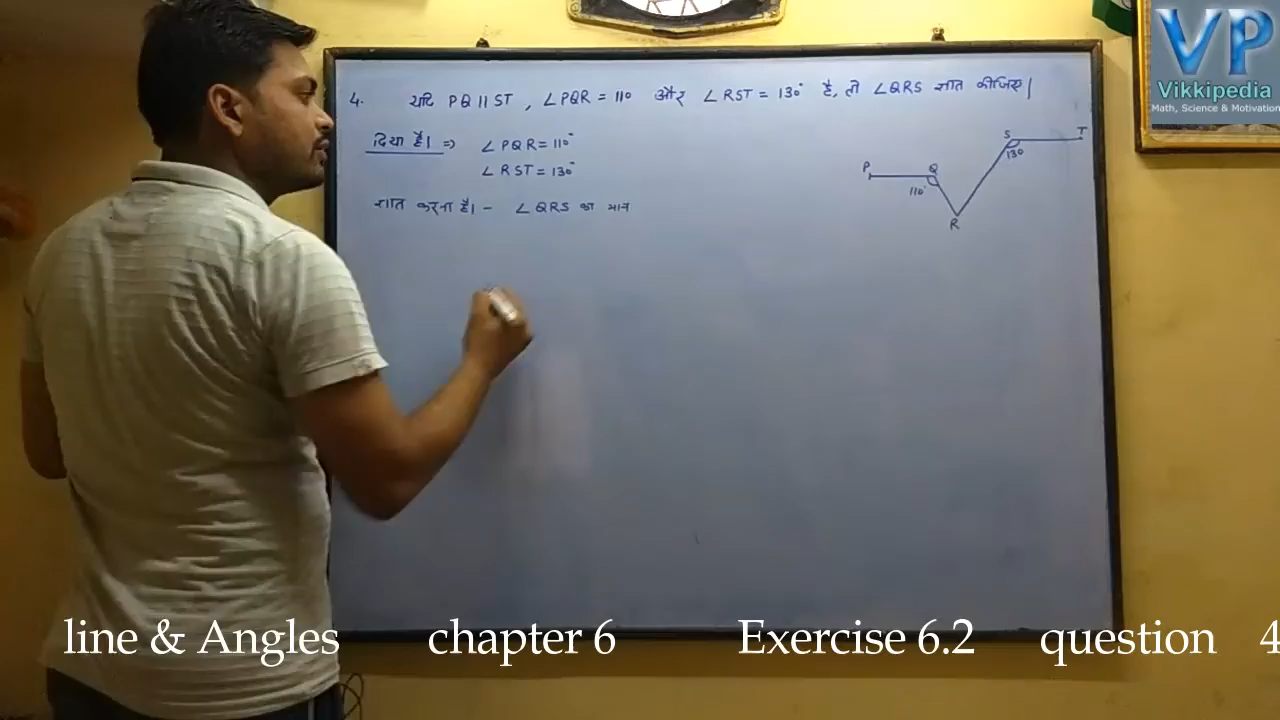 VP
Vikkipedia
Math, Science & Motivation
4. यदि PQ || ST , ∠PQR = 110 और ∠RST = 130° है, तो ∠QRS ज्ञात कीजिए |
दिया है। => ∠PQR = 110°
∠RST = 130°
ज्ञात करना है। - ∠QRS का मान
S T
130
P Q
110°
R
line & Angles chapter 6 Exercise 6.2 question 4